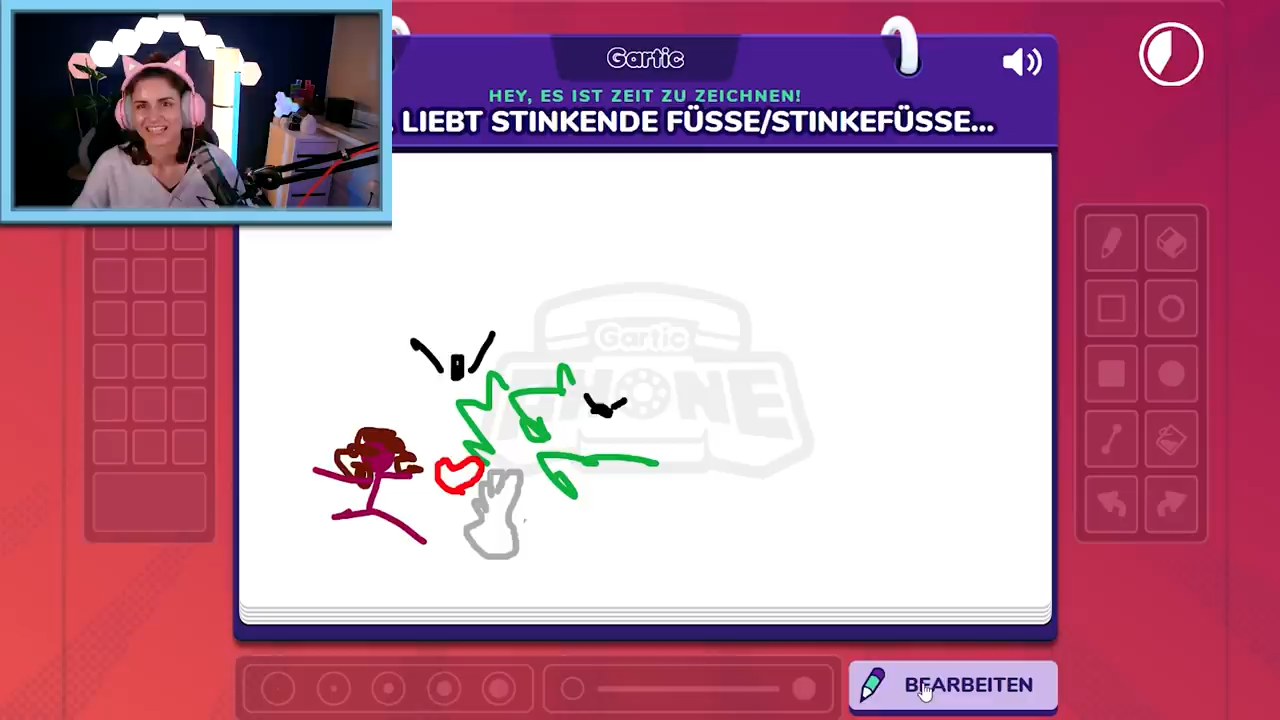 Gartic
HEY, ES IST ZEIT ZU ZEICHNEN!
LIEBT STINKENDE FÜSSE/STINKEFÜSSE...
Gartic
PHONE
BEARBEITEN